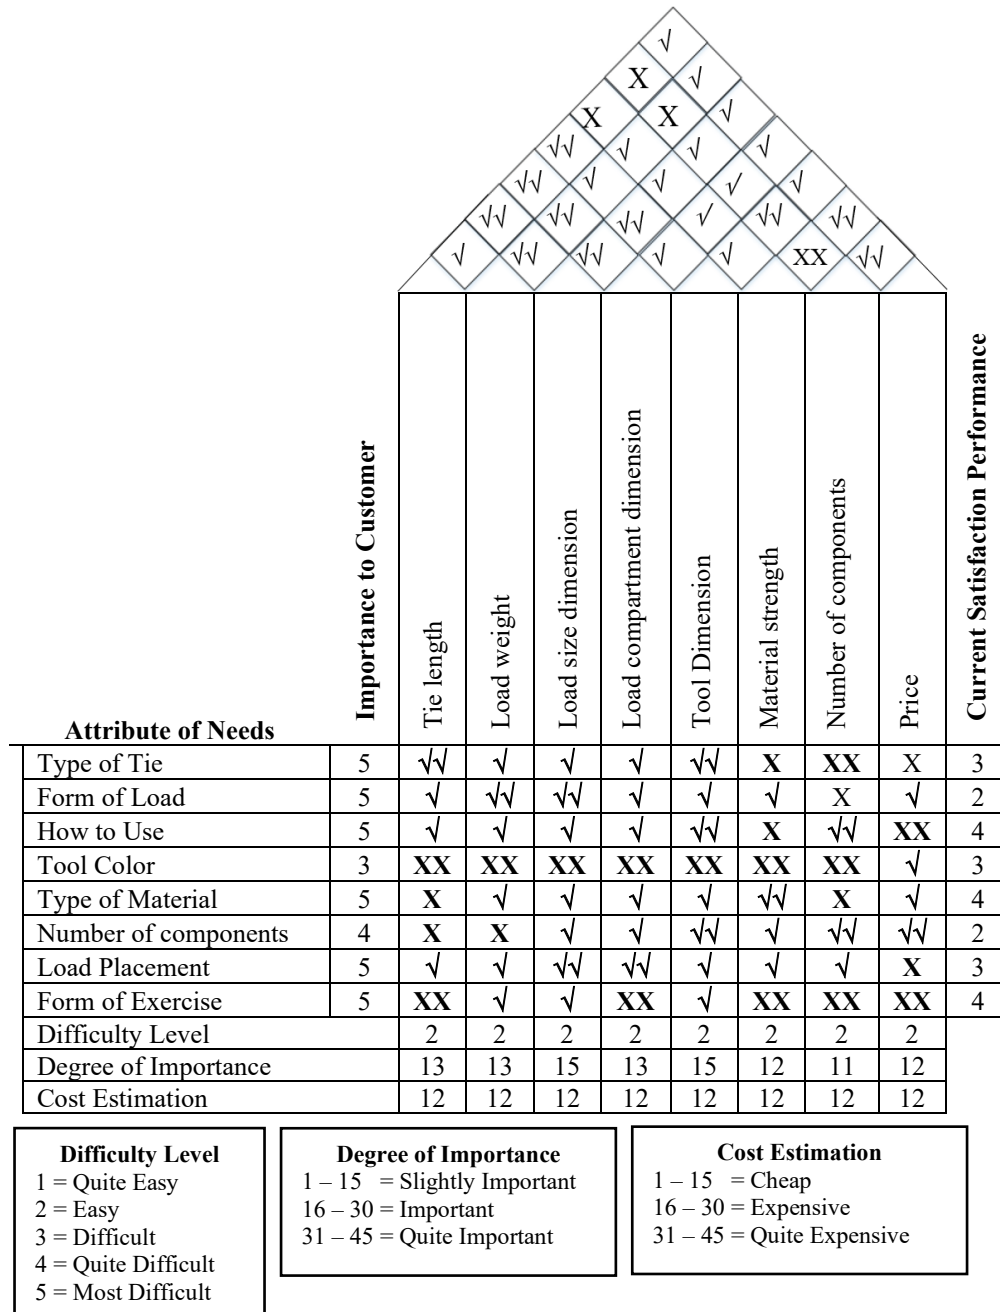 √
X √
X X √
√√ √ √ √
√√ √ √ √ √
√√ √√ √√ √ √√ √√
√ √√ √√ √ √ XX √√
Attribute of Needs
Importance to Customer
Tie length
Load weight
Load size dimension
Load compartment dimension
Tool Dimension
Material strength
Number of components
Price
Current Satisfaction Performance
Type of Tie 5 √√ √ √ √ √√ X XX X 3
Form of Load 5 √ √√ √√ √ √ √ X √ 2
How to Use 5 √ √ √ √ √√ X √√ XX 4
Tool Color 3 XX XX XX XX XX XX XX √ 3
Type of Material 5 X √ √ √ √ √√ X √ 4
Number of components 4 X X √ √ √√ √ √√ √√ 2
Load Placement 5 √ √ √√ √√ √ √ √ X 3
Form of Exercise 5 XX √ √ XX √ XX XX XX 4
Difficulty Level 2 2 2 2 2 2 2 2
Degree of Importance 13 13 15 13 15 12 11 12
Cost Estimation 12 12 12 12 12 12 12 12
Difficulty Level
1 = Quite Easy
2 = Easy
3 = Difficult
4 = Quite Difficult
5 = Most Difficult
Degree of Importance
1 – 15 = Slightly Important
16 – 30 = Important
31 – 45 = Quite Important
Cost Estimation
1 – 15 = Cheap
16 – 30 = Expensive
31 – 45 = Quite Expensive